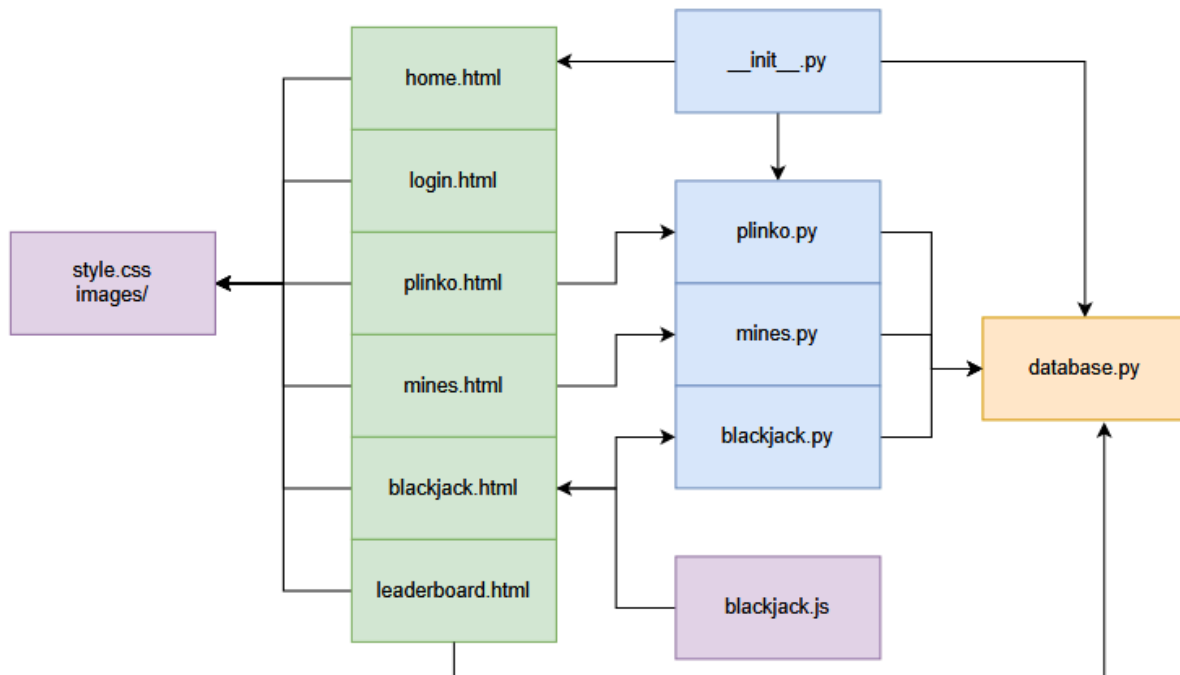 home.html
__init__.py
login.html
plinko.py
style.css
images/
plinko.html
mines.py
mines.html
database.py
blackjack.py
blackjack.html
leaderboard.html
blackjack.js